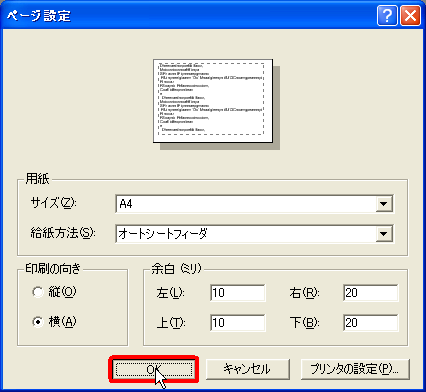 ページ設定
用紙
サイズ(Z):
A4
給紙方法(S):
オートシートフィーダ
印刷の向き
縦(O)
横(A)
余白 (ミリ)
左(L): 10 右(R): 20
上(T): 10 下(B): 20
OK キャンセル プリンタの設定(P)...